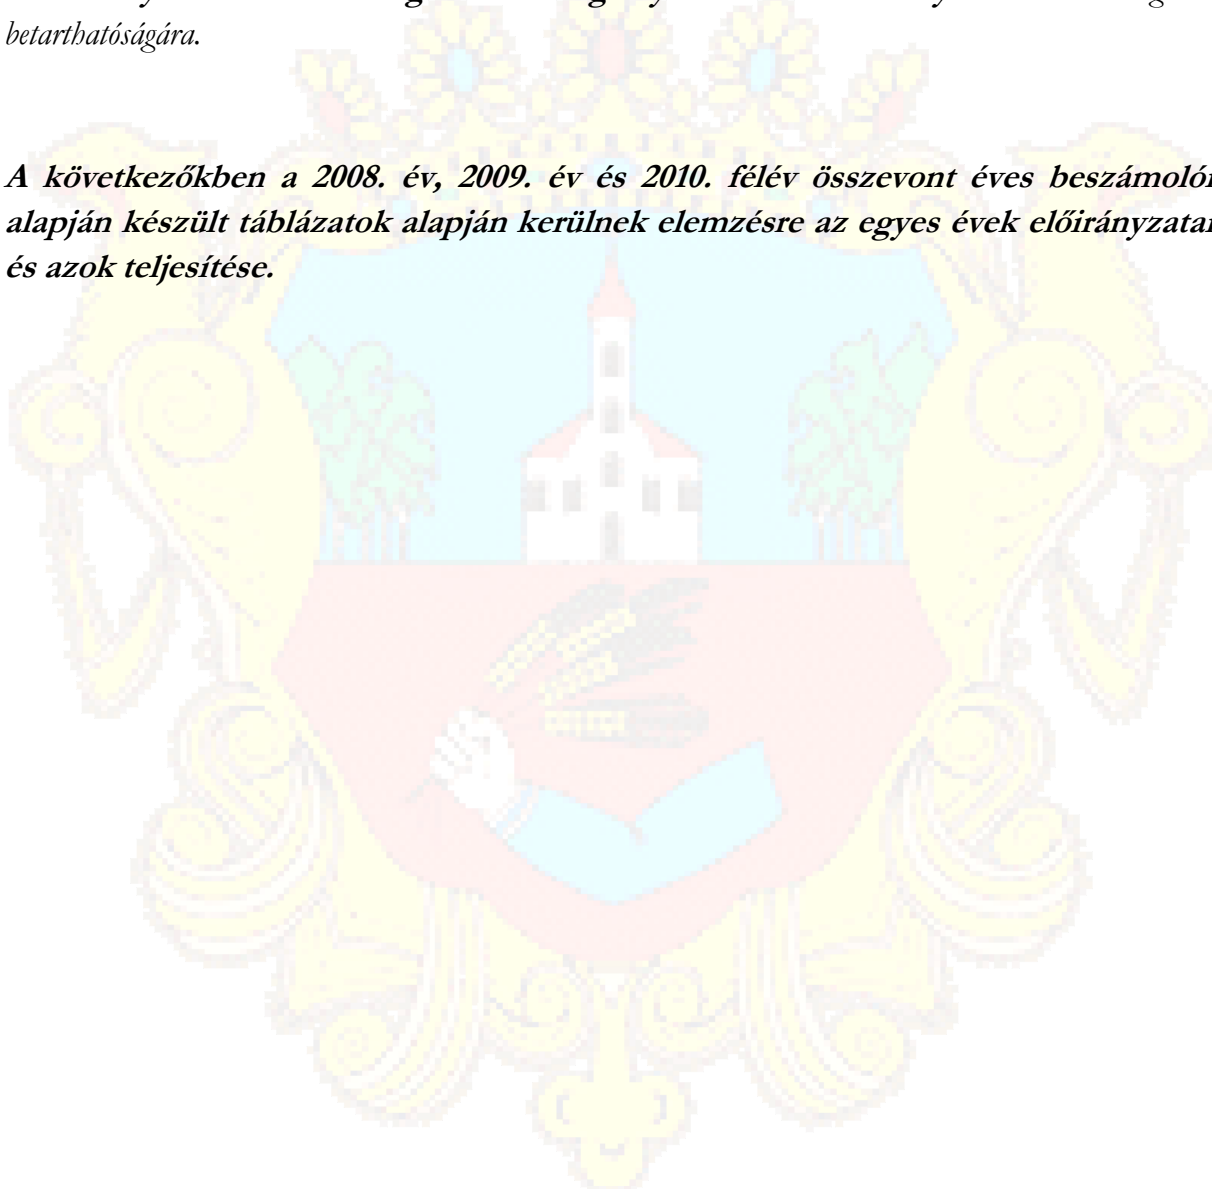 betarthatóságára.
A következőkben a 2008. év, 2009. év és 2010. félév összevont éves
alapján készült táblázatok alapján kerülnek elemzésre az egyes évek
és azok teljesítése.